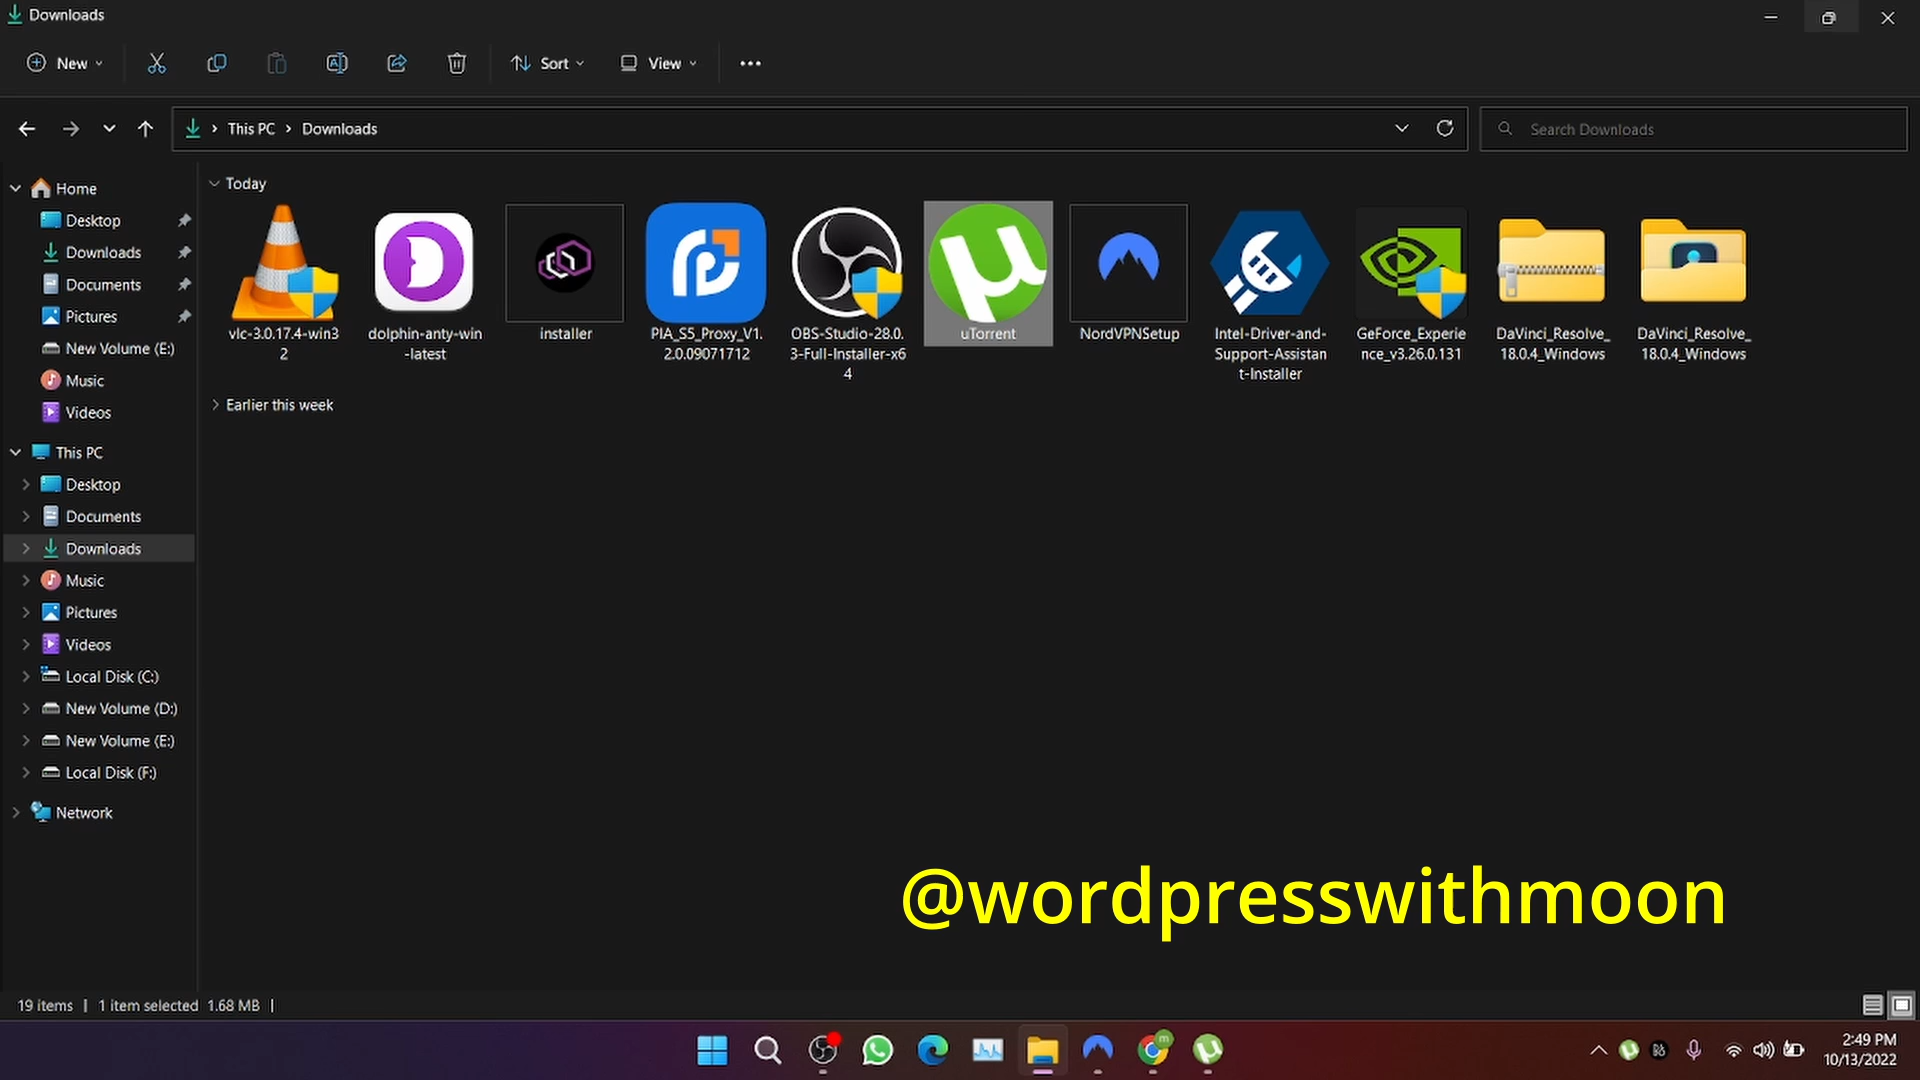 Downloads
New
Sort
View
This PC
Downloads
Search Downloads
Home
Desktop
Downloads
Documents
Pictures
New Volume (E:)
Music
Videos
This PC
Desktop
Documents
Downloads
Music
Pictures
Videos
Local Disk (C:)
New Volume (D:)
New Volume (E:)
Local Disk (F:)
Network
Today
vlc-3.0.17.4-win3
2
dolphin-anty-win
-latest
installer
PIA_S5_Proxy_V1.
2.0.09071712
OBS-Studio-28.0.
3-Full-Installer-x6
4
uTorrent
NordVPNSetup
Intel-Driver-and-
Support-Assistan
t-Installer
GeForce_Experie
nce_v3.26.0.131
DaVinci_Resolve_
18.0.4_Windows
DaVinci_Resolve_
18.0.4_Windows
Earlier this week
@wordpresswithmoon
19 items | 1 item selected 1.68 MB |
2:49 PM
10/13/2022